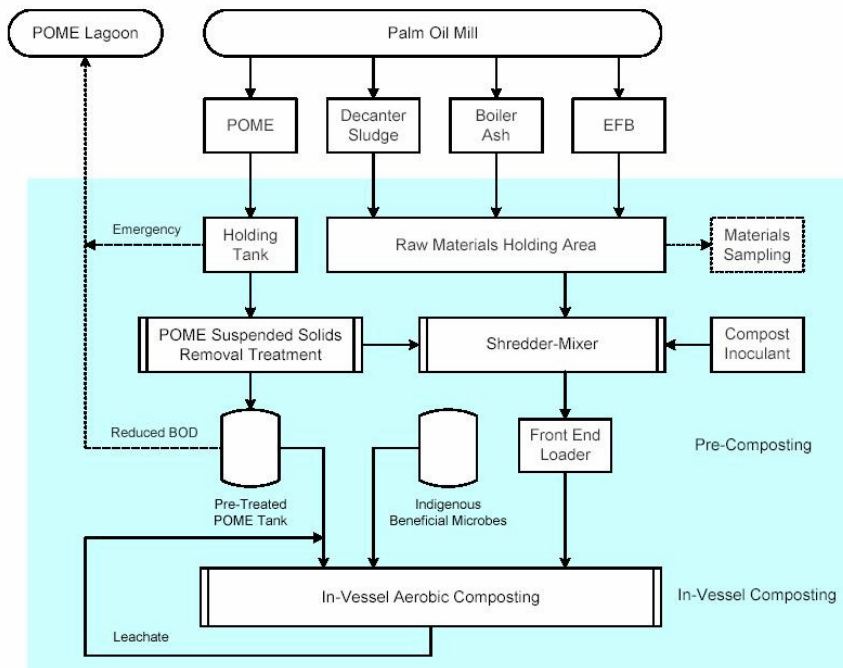 POME Lagoon
Palm Oil Mill
POME
Decanter
Sludge
Boiler
Ash
EFB
Emergency
Holding
Tank
Raw Materials Holding Area
Materials
Sampling
POME Suspended Solids
Removal Treatment
Shredder-Mixer
Compost
Inoculant
Reduced BOD
Front End
Loader
Pre-Composting
Pre-Treated
POME Tank
Indigenous
Beneficial Microbes
In-Vessel Aerobic Composting
In-Vessel Composting
Leachate